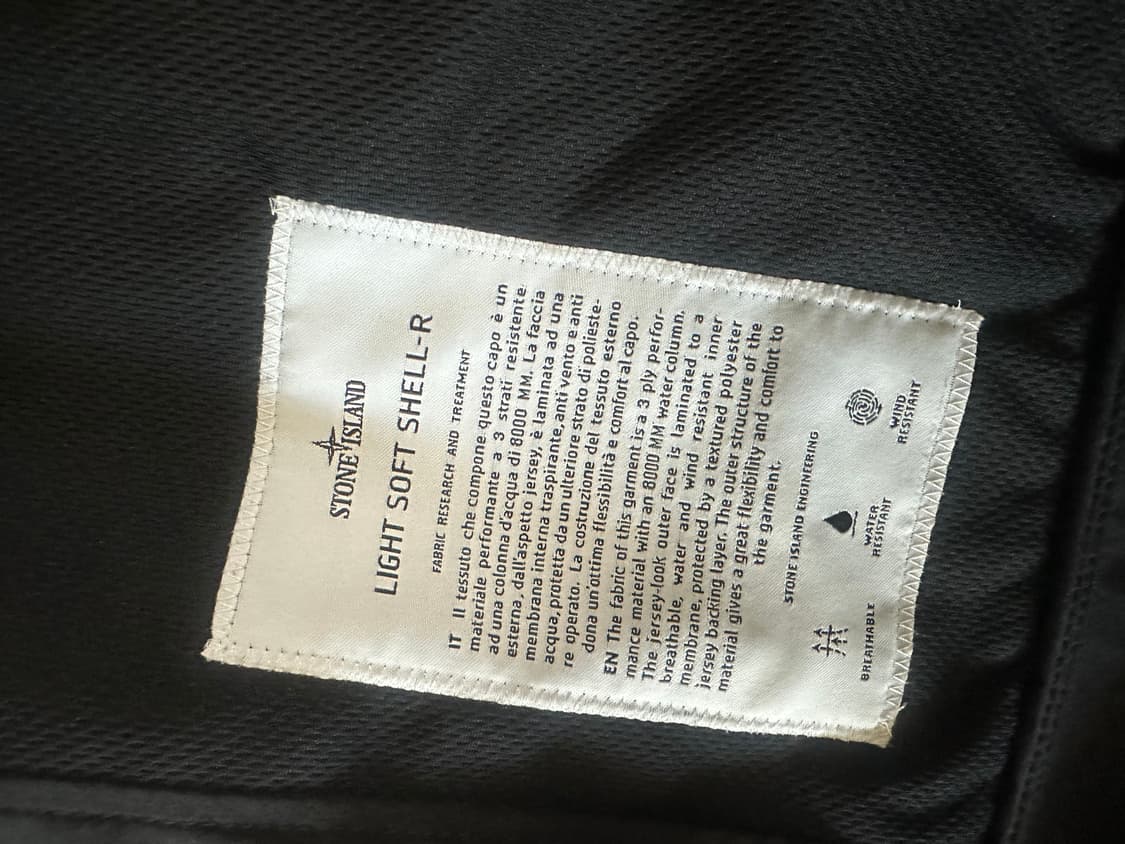 STONE ISLAND
LIGHT SOFT SHELL-R
FABRIC RESEARCH AND TREATMENT
IT Il tessuto che compone questo capo è un
materiale performante a 3 strati resistente
ad una colonna d'acqua di 8000 MM. La faccia
esterna, dall'aspetto jersey, è laminata ad una
membrana interna traspirante,anti vento e anti
acqua, protetta da un ulteriore strato di polieste-
re operato. La costruzione del tessuto esterno
dona un'ottima flessibilità e comfort al capo.
EN The fabric of this garment is a 3 ply perfor-
mance material with an 8000 MM water column.
The jersey-look outer face is laminated to a
breathable, water and wind resistant inner
membrane, protected by a textured polyester
jersey backing layer. The outer structure of the
material gives a great flexibility and comfort to
the garment.
STONE ISLAND ENGINEERING
BREATHABLE
WATER
RESISTANT
WIND
RESISTANT